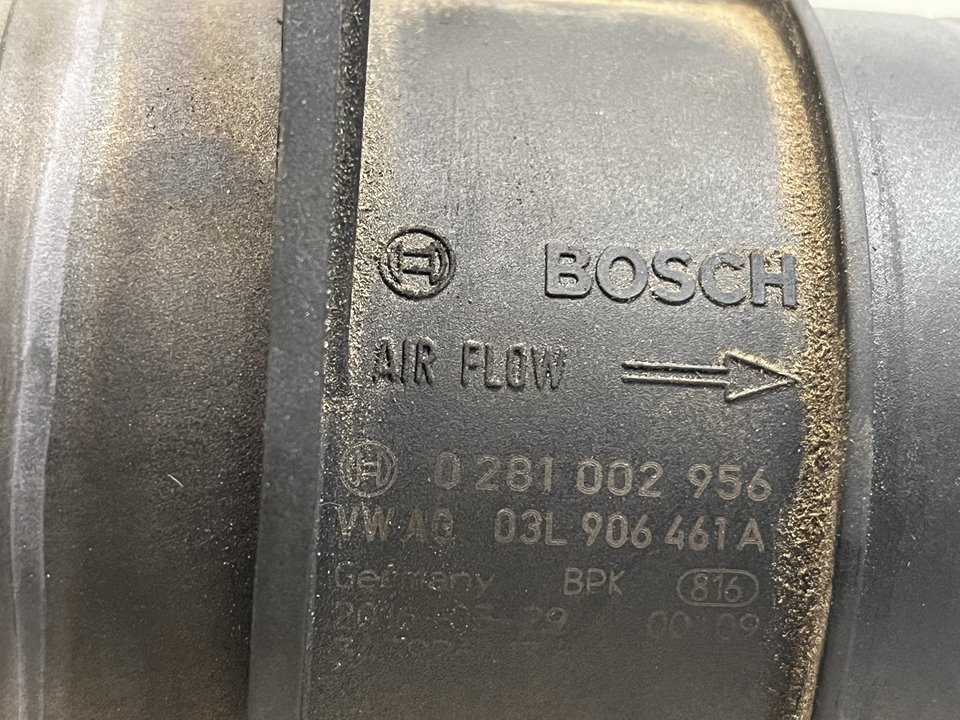 BOSCH
AIR FLOW
0 281 002 956
VW AG 03L 906 461 A
Germany BPK 816